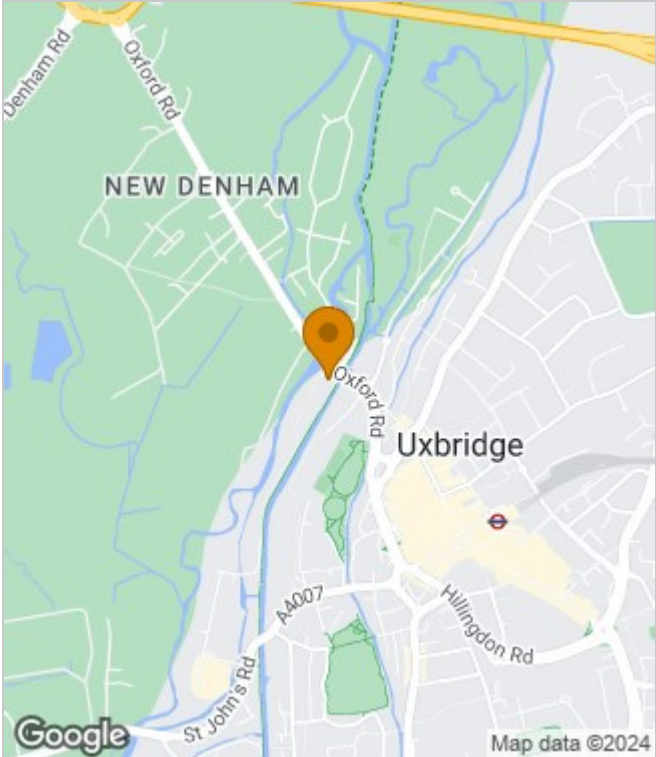 Oxford Rd
Denham Rd
NEW DENHAM
Oxford Rd
Uxbridge
A4007
Hillingdon Rd
St John's Rd
Google
Map data ©2024